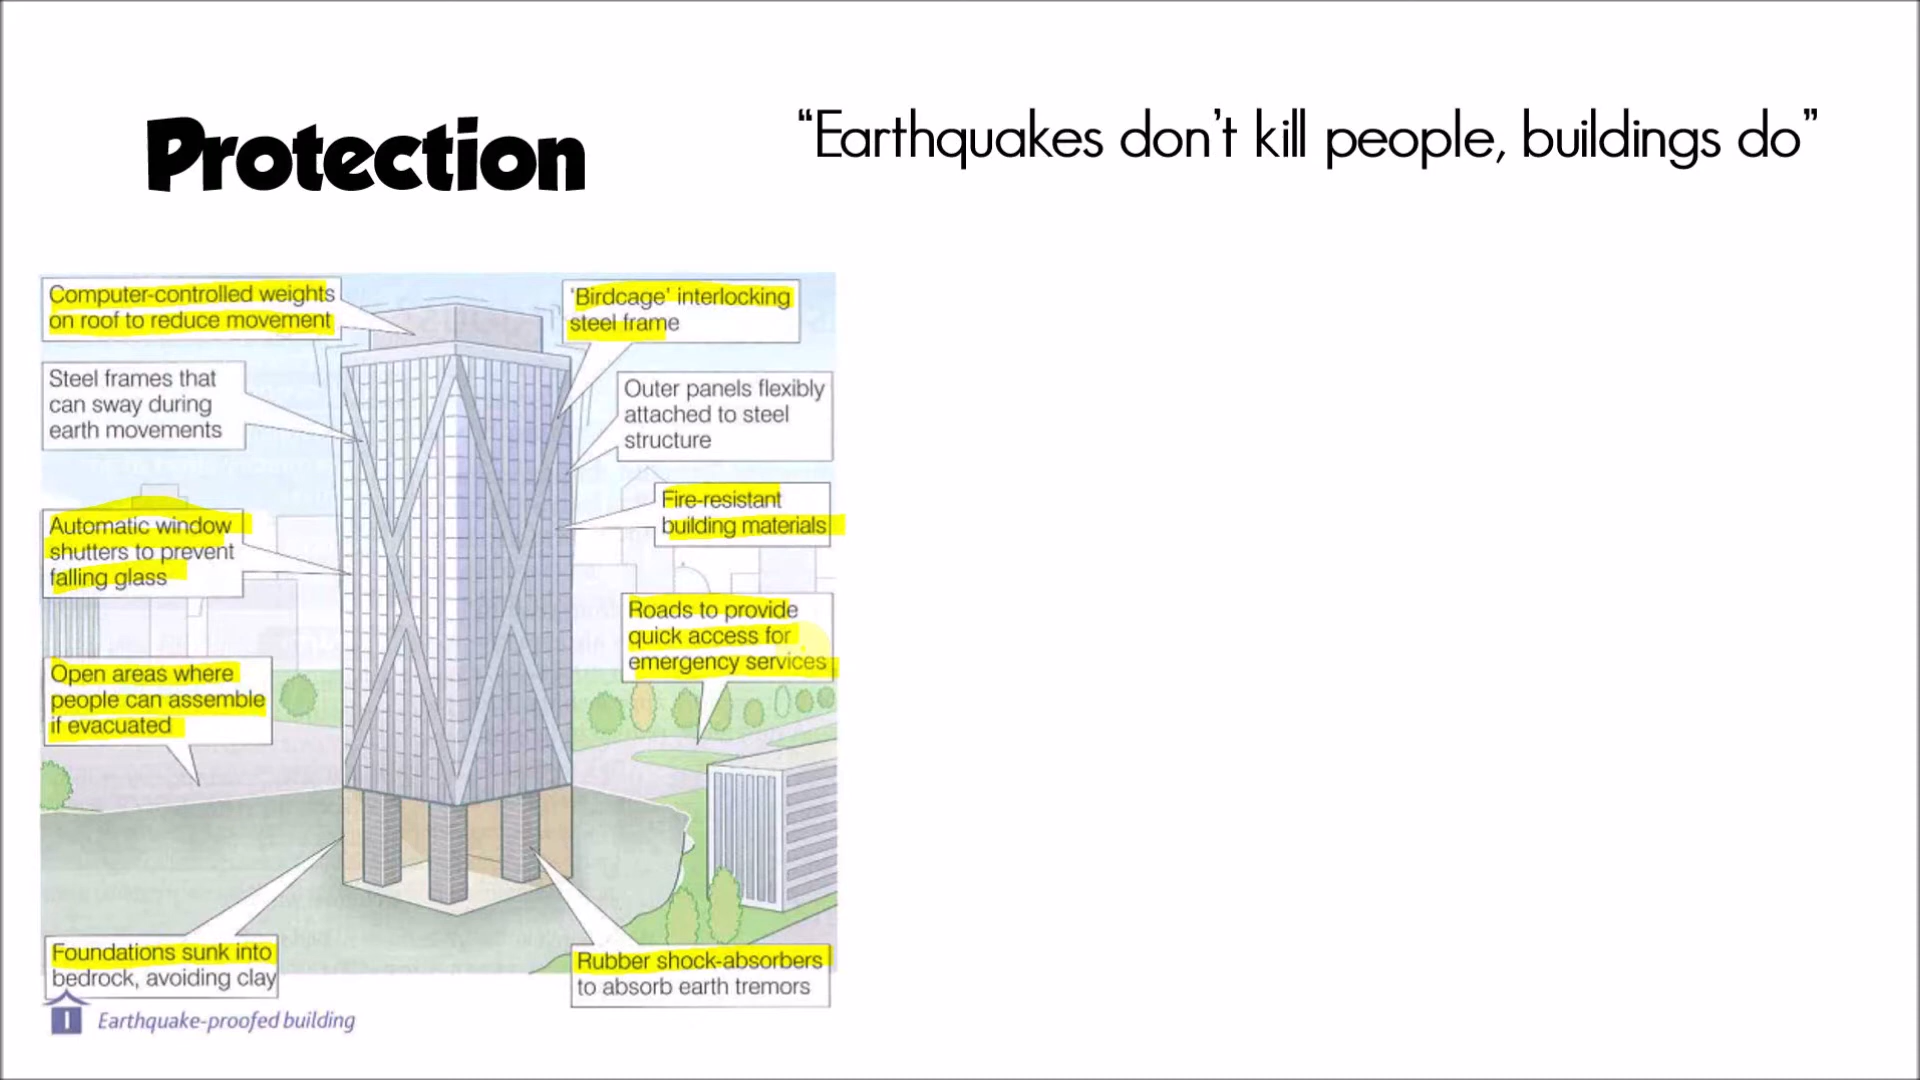 Protection
“Earthquakes don’t kill people, buildings do”
Computer-controlled weights
on roof to reduce movement
‘Birdcage’ interlocking
steel frame
Steel frames that
can sway during
earth movements
Outer panels flexibly
attached to steel
structure
Automatic window
shutters to prevent
falling glass
Fire-resistant
building materials
Roads to provide
quick access for
emergency services
Open areas where
people can assemble
if evacuated
Foundations sunk into
bedrock, avoiding clay
Rubber shock-absorbers
to absorb earth tremors
1 Earthquake-proofed building